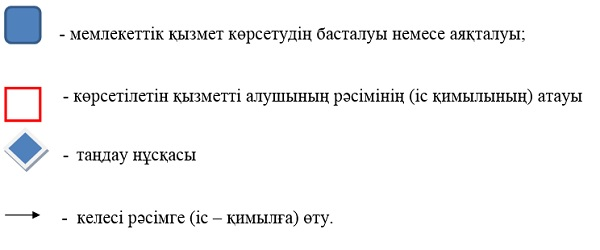 - мемлекеттік қызмет көрсетудің басталуы немесе аяқталуы;
- көрсетілетін қызметті алушының рәсімінің (іс қимылының) атауы
- таңдау нұсқасы
- келесі рәсімге (іс – қимылға) өту.